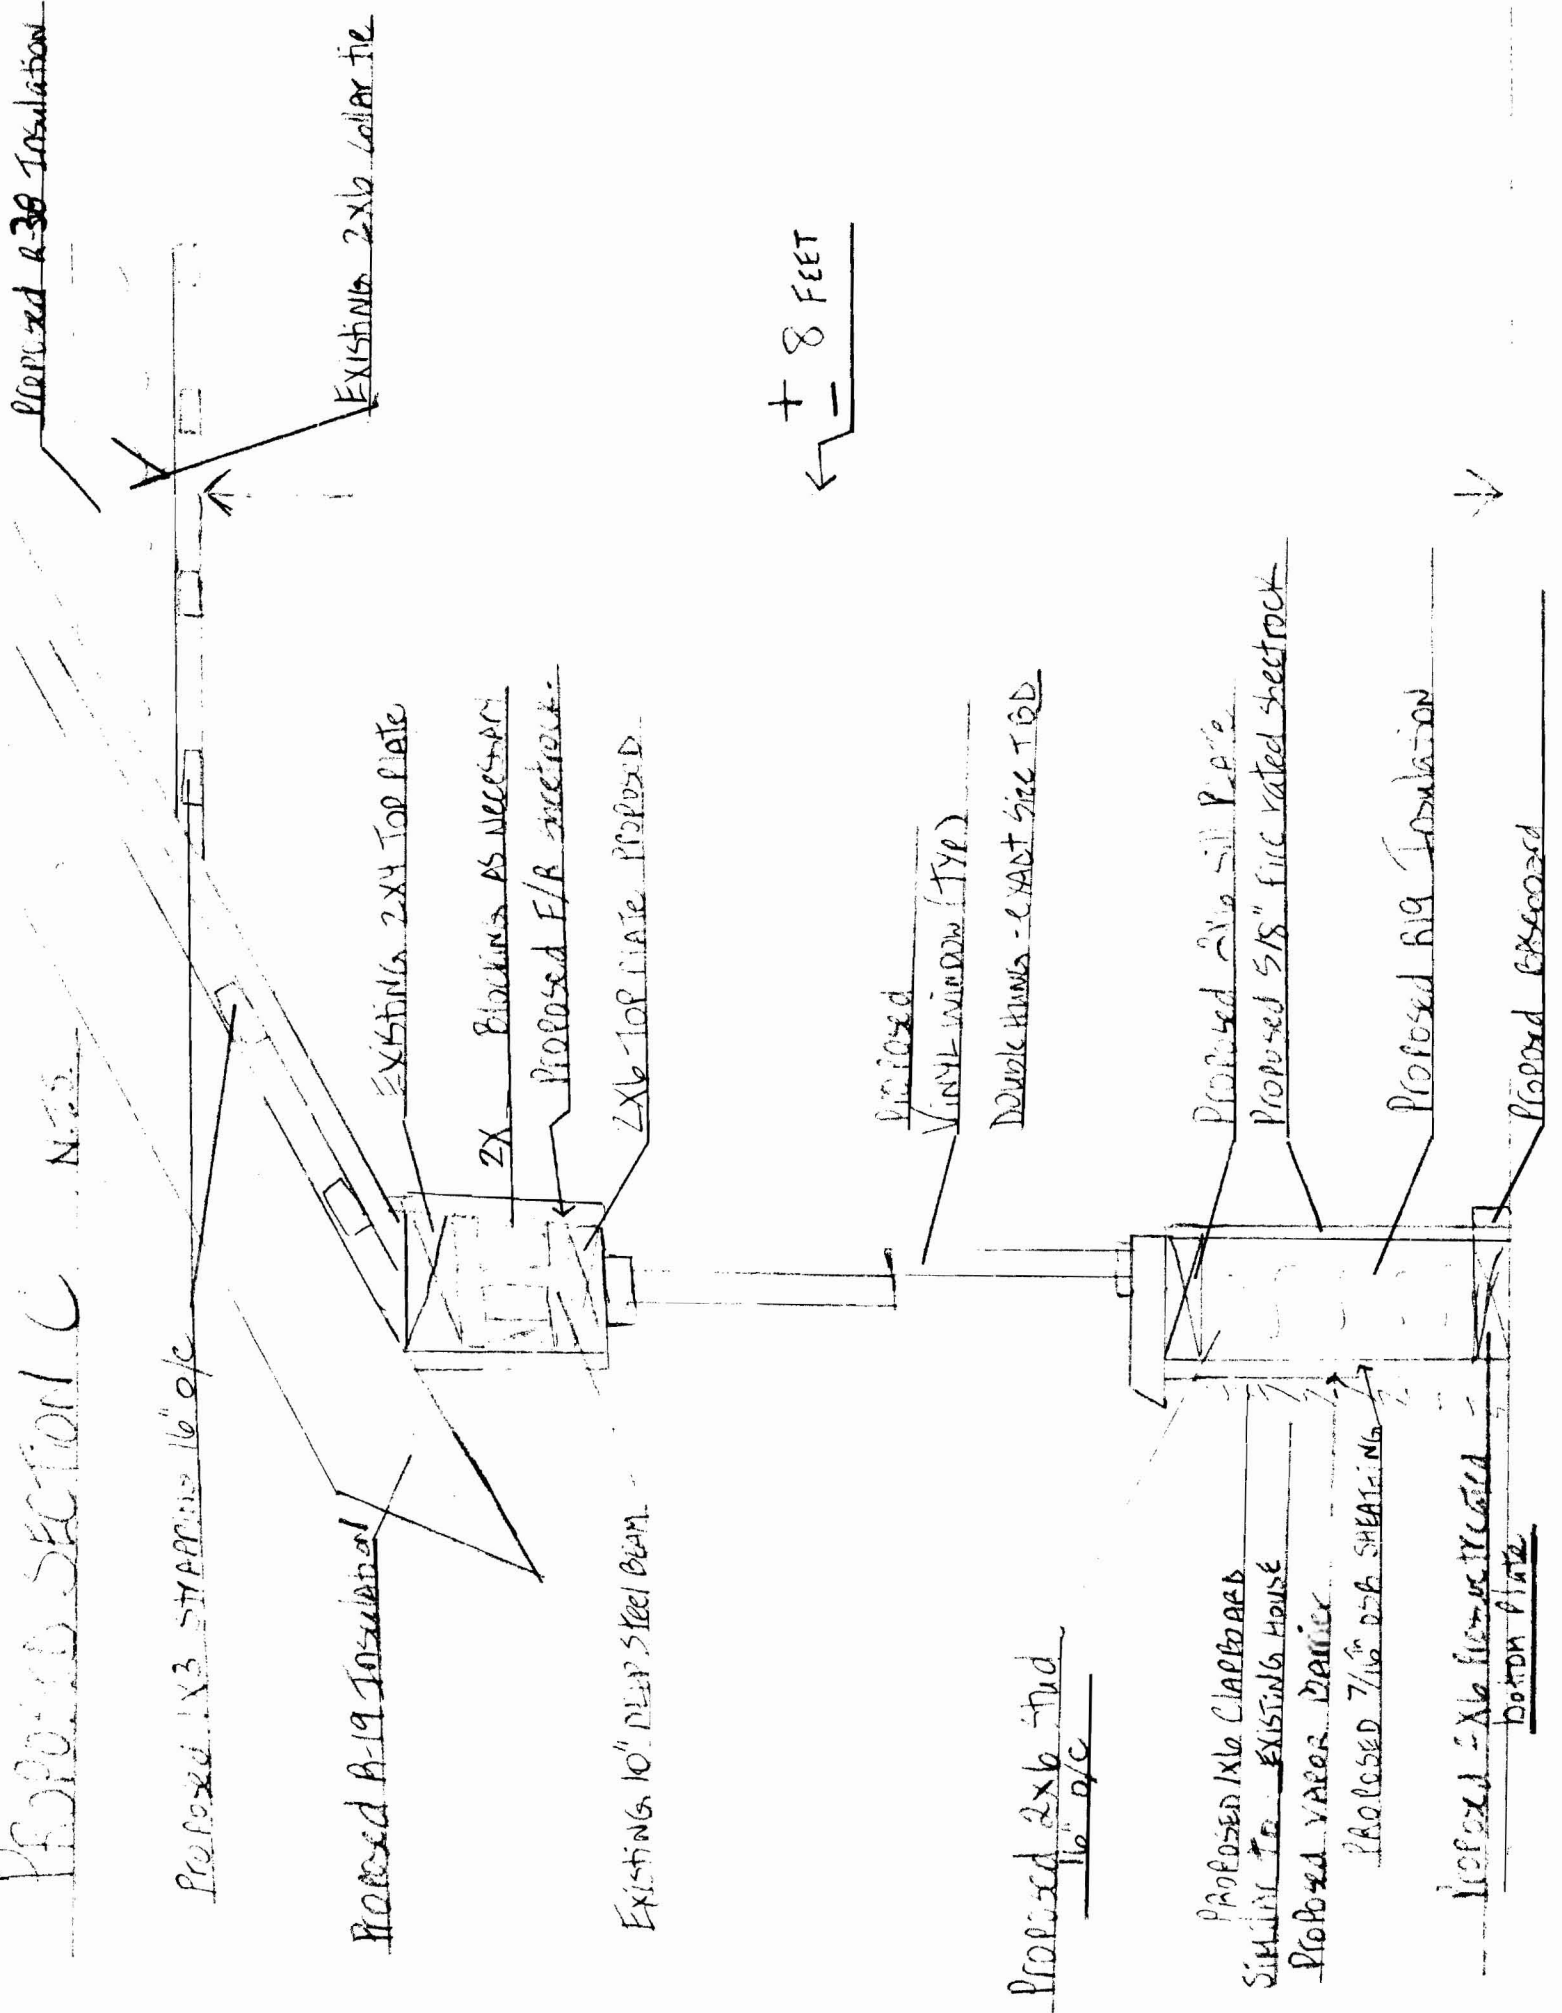 PROPOSED SECTION C N.T.S.
Proposed R-38 Insulation
Proposed 1X3 STRAPPING 16" O/C
Existing 2x6 collar tie
Proposed R-19 Insulation
Existing 2X4 TOP Plate
2X Blocking AS Necessary
Proposed F/R sheetrock
2X6 TOP PLATE PROPOSED
Existing 10" DEEP Steel Beam
± 8 FEET
Proposed
VINYL WINDOW (TYP)
Double Hung - exact Size TBD
Proposed 2x6 Stud
16" O/C
Proposed 2x6 Sill Plate
PROPOSED 1X6 CLAPBOARD
Similar To EXISTING HOUSE
Proposed 5/8" Fire rated sheetrock
Proposed VAPOR Barrier
PROPOSED 7/16" OSB SHEATHING
Proposed R19 Insulation
Proposed 2X6 Pressure treated
Bottom Plate
Proposed Baseboard